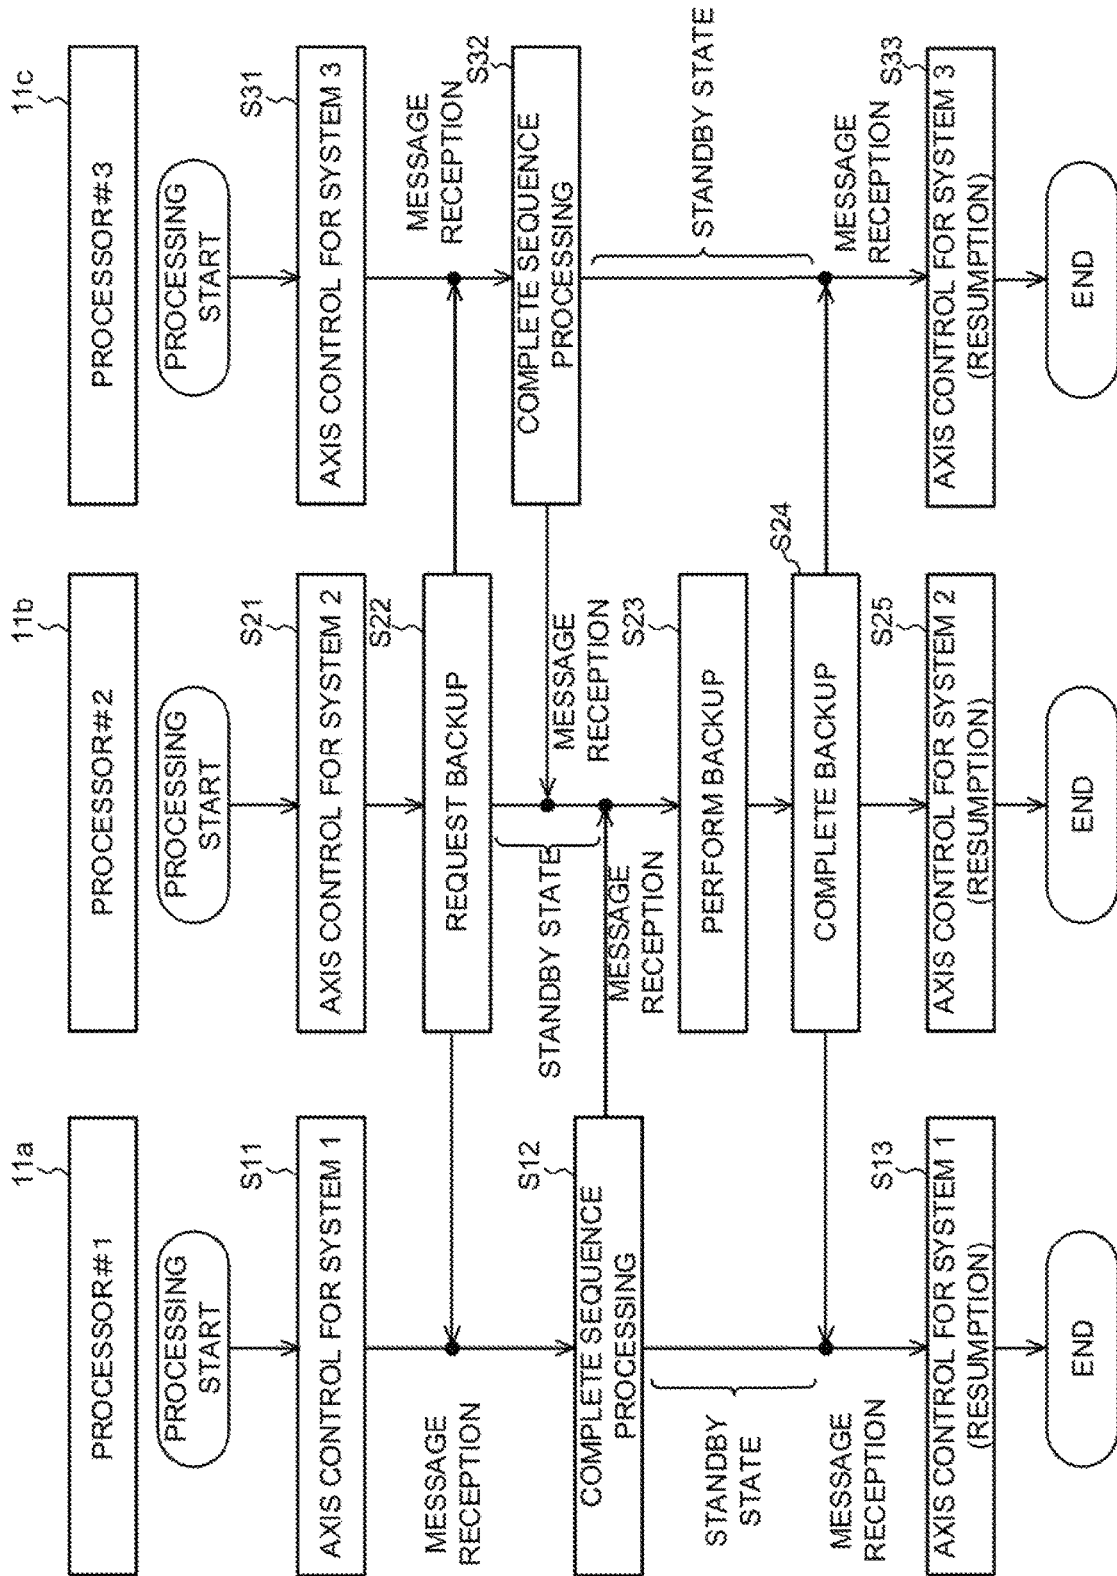 11a
PROCESSOR#1
PROCESSING
START
S11
AXIS CONTROL FOR SYSTEM 1
MESSAGE
RECEPTION
S12
COMPLETE SEQUENCE
PROCESSING
STANDBY
STATE
MESSAGE
RECEPTION
S13
AXIS CONTROL FOR SYSTEM 1
(RESUMPTION)
END
11b
PROCESSOR#2
PROCESSING
START
S21
AXIS CONTROL FOR SYSTEM 2
S22
REQUEST BACKUP
STANDBY STATE
MESSAGE
RECEPTION
MESSAGE
RECEPTION
S23
PERFORM BACKUP
S24
COMPLETE BACKUP
S25
AXIS CONTROL FOR SYSTEM 2
(RESUMPTION)
END
11c
PROCESSOR#3
PROCESSING
START
S31
AXIS CONTROL FOR SYSTEM 3
MESSAGE
RECEPTION
S32
COMPLETE SEQUENCE
PROCESSING
STANDBY STATE
MESSAGE
RECEPTION
S33
AXIS CONTROL FOR SYSTEM 3
(RESUMPTION)
END